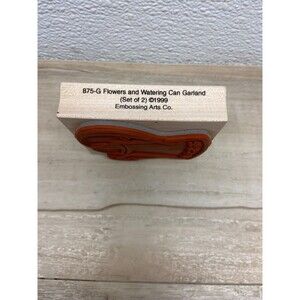 875-G Flowers and Watering Can Garland
(Set of 2) ©1999
Embossing Arts Co.